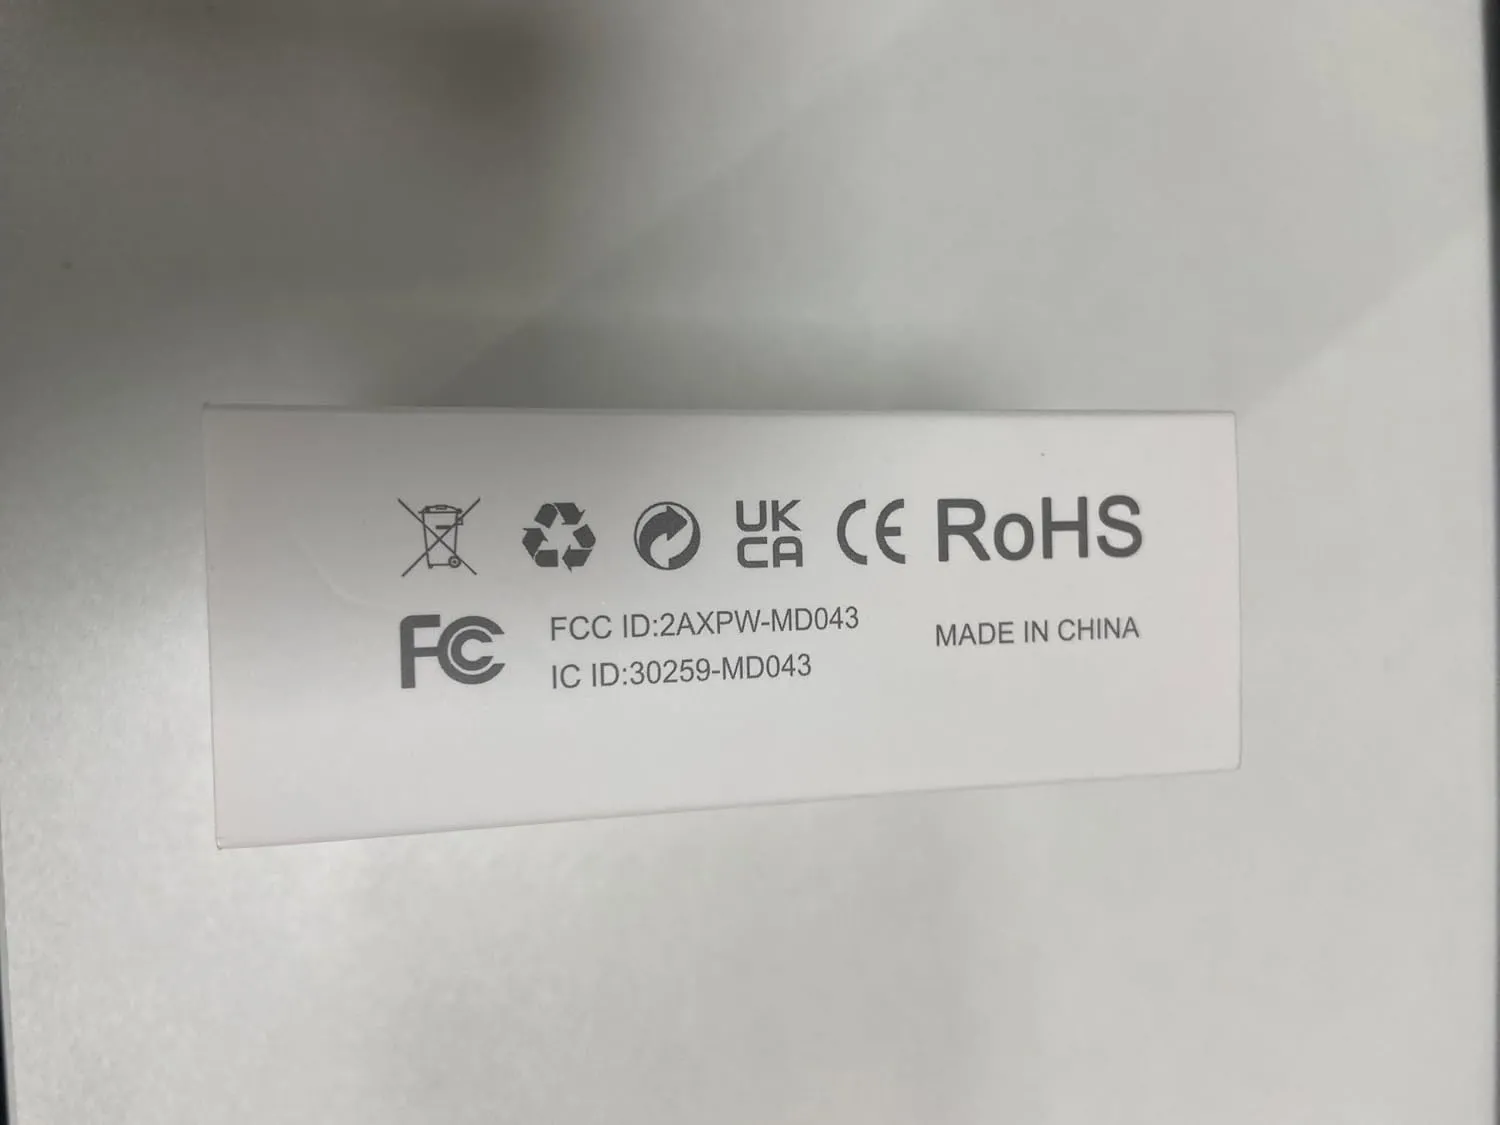 UK CA CE RoHS
FC FCC ID:2AXPW-MD043
IC ID:30259-MD043
MADE IN CHINA